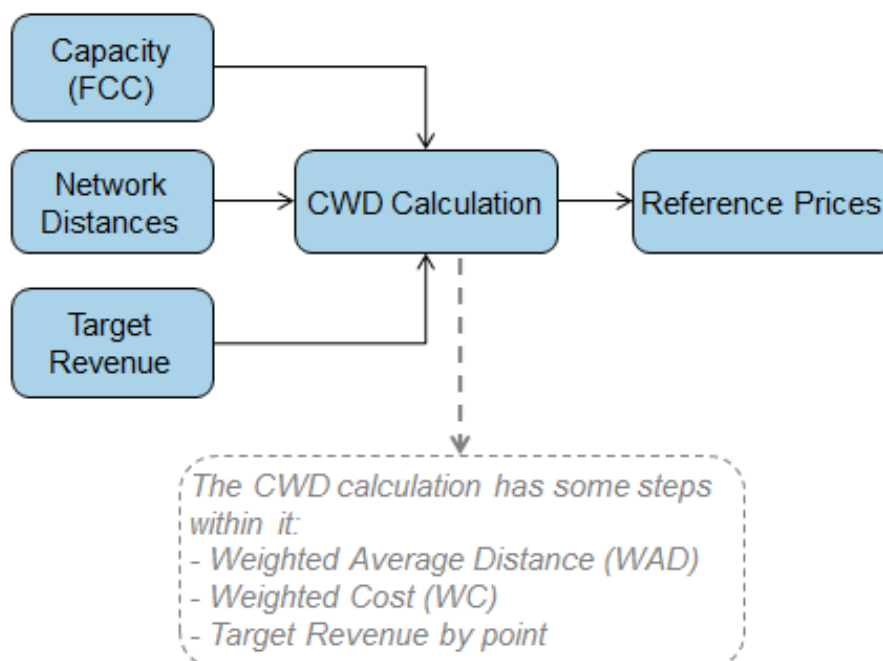 Capacity
(FCC)
Network
Distances
CWD Calculation
Reference Prices
Target
Revenue
The CWD calculation has some steps
within it:
- Weighted Average Distance (WAD)
- Weighted Cost (WC)
- Target Revenue by point